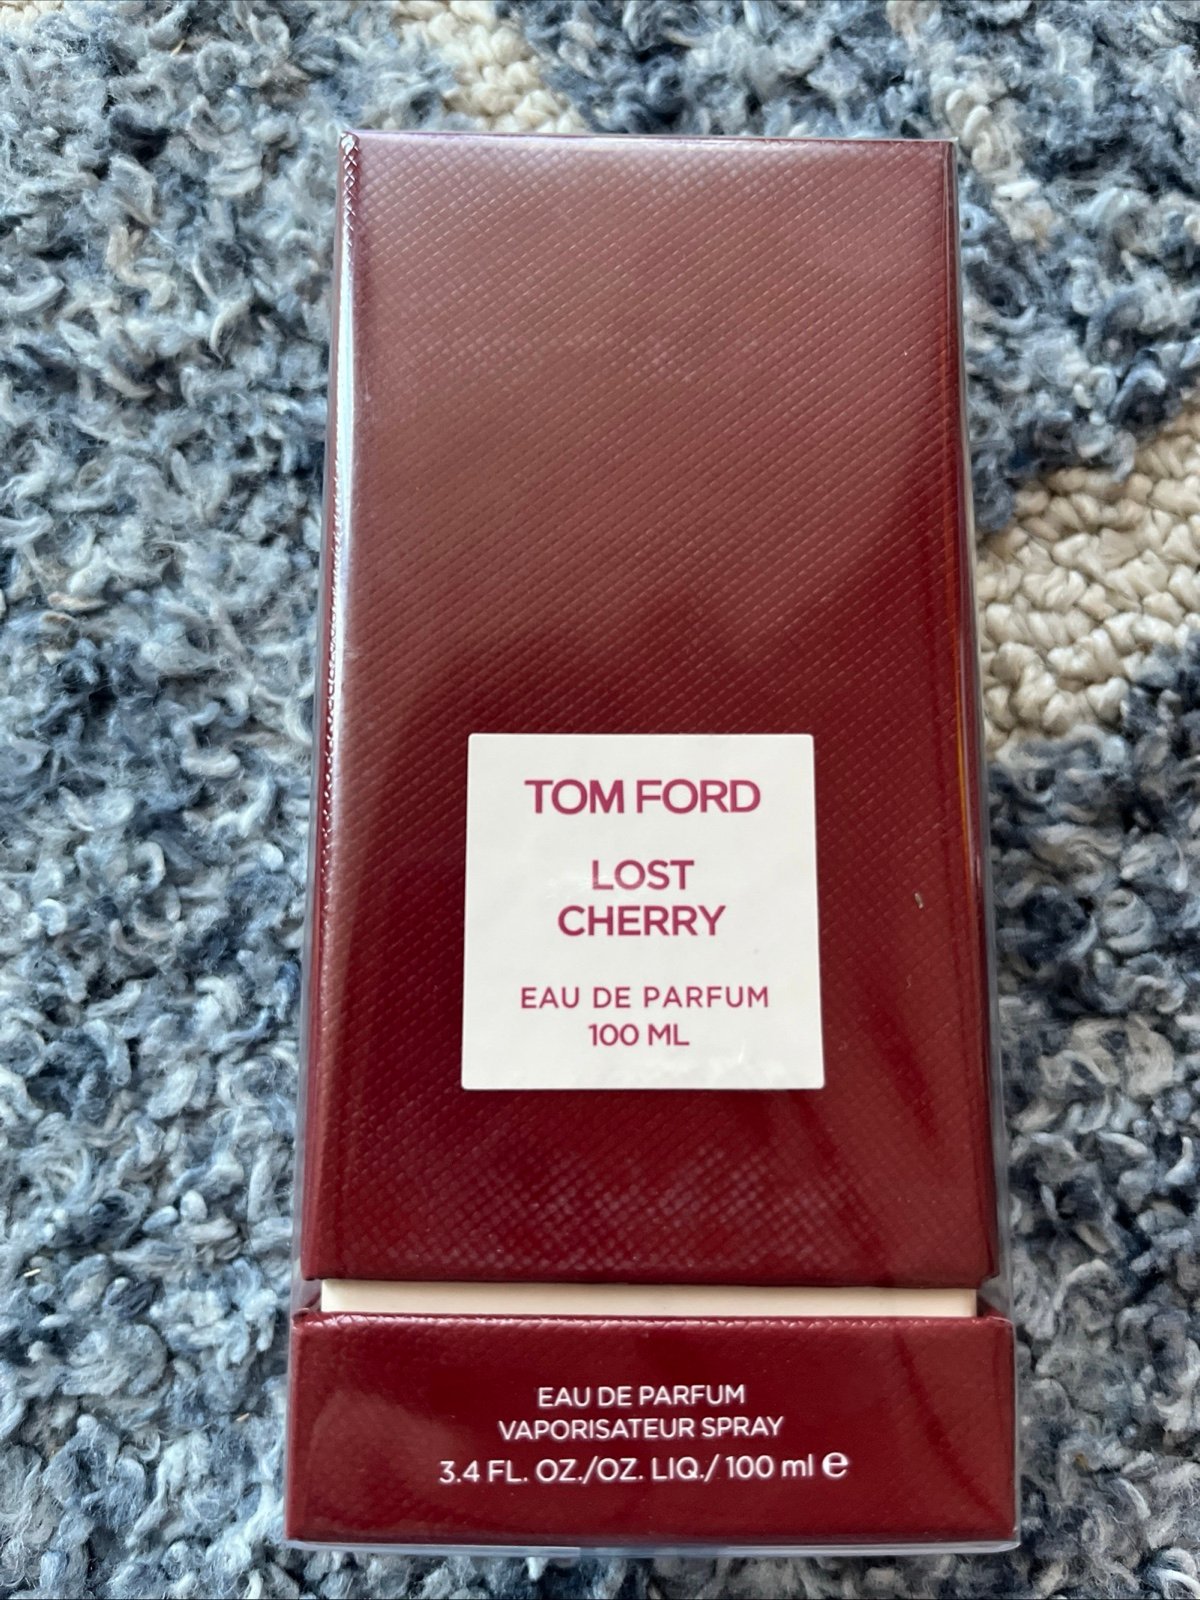 TOM FORD
LOST
CHERRY
EAU DE PARFUM
100 ML
EAU DE PARFUM
VAPORISATEUR SPRAY
3.4 FL. OZ./OZ. LIQ./ 100 ml ℮